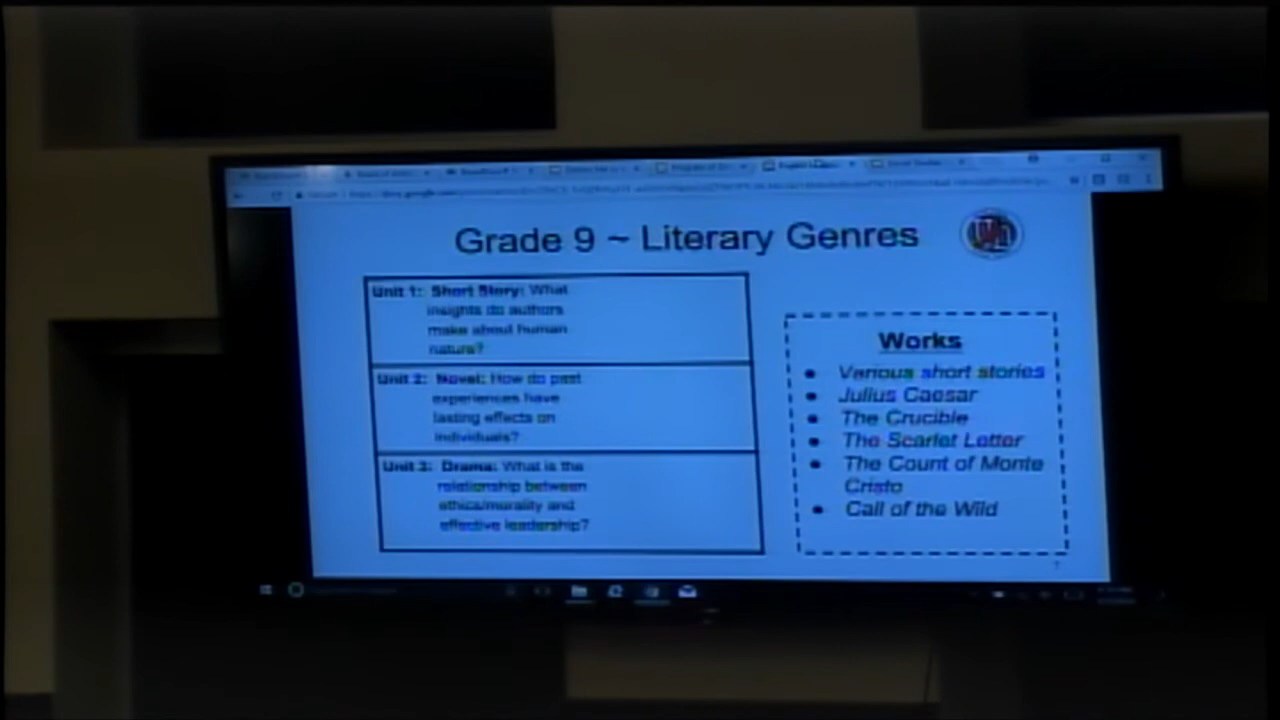 Grade 9 ~ Literary Genres
Unit 1: Short Story: What
insights do authors
make about human
nature?
Unit 2: Novel: How do past
experiences have
lasting effects on
individuals?
Unit 3: Drama: What is the
relationship between
ethics/morality and
effective leadership?
Works
• Various short stories
• Julius Caesar
• The Crucible
• The Scarlet Letter
• The Count of Monte
Cristo
• Call of the Wild